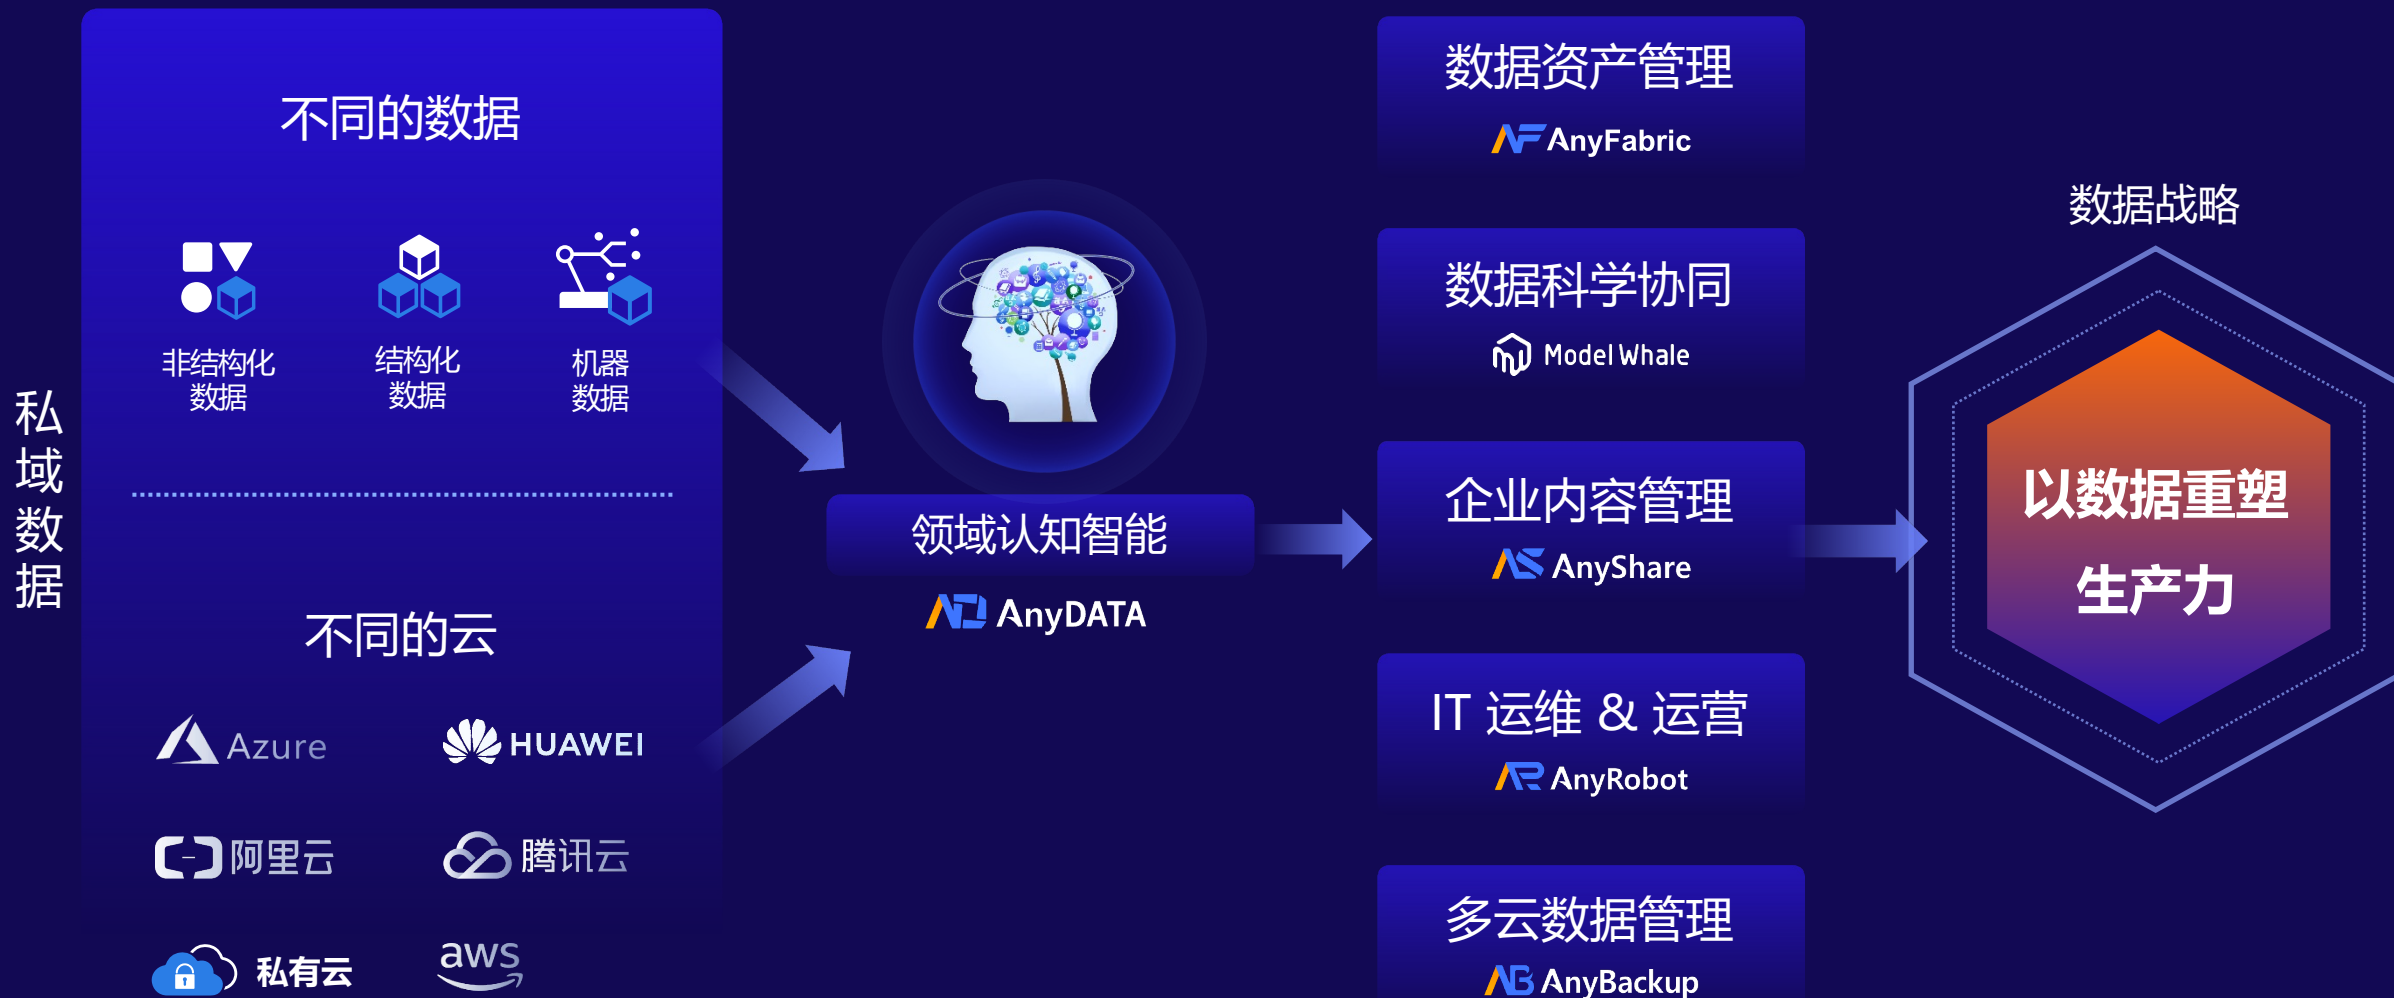 私域数据
不同的数据
非结构化
数据
结构化
数据
机器
数据
不同的云
Azure
HUAWEI
阿里云
腾讯云
私有云
aws
领域认知智能
AnyDATA
数据资产管理
AnyFabric
数据科学协同
Model Whale
企业内容管理
AnyShare
IT 运维 & 运营
AnyRobot
多云数据管理
AnyBackup
数据战略
以数据重塑
生产力